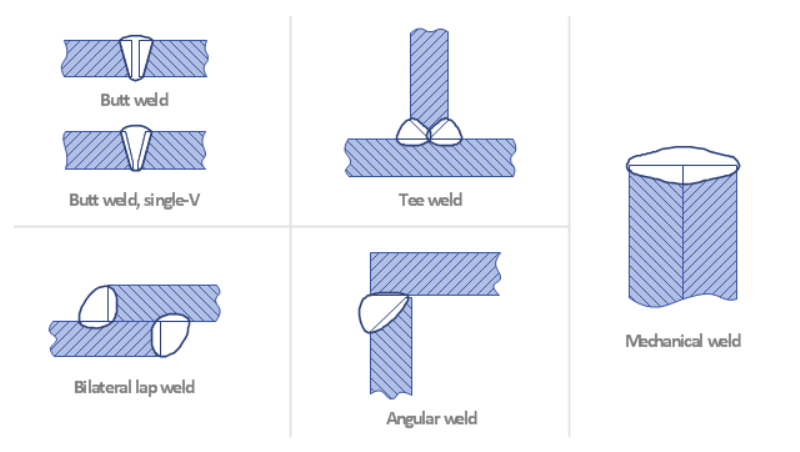 Butt weld
Butt weld, single-V
Tee weld
Mechanical weld
Bilateral lap weld
Angular weld